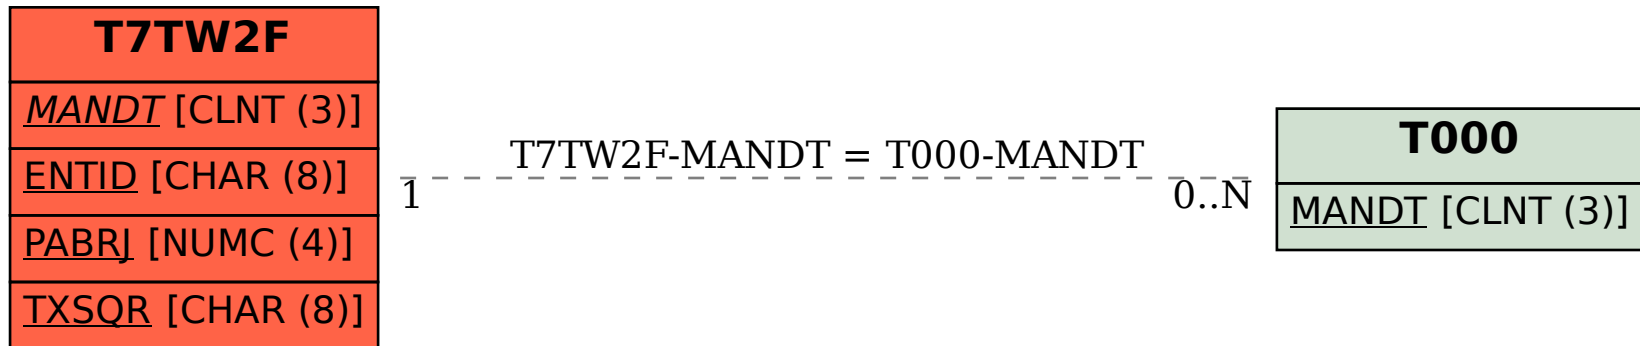 T7TW2F
MANDT [CLNT (3)]
ENTID [CHAR (8)]
PABRJ [NUMC (4)]
TXSQR [CHAR (8)]
T7TW2F-MANDT = T000-MANDT
1
0..N
T000
MANDT [CLNT (3)]